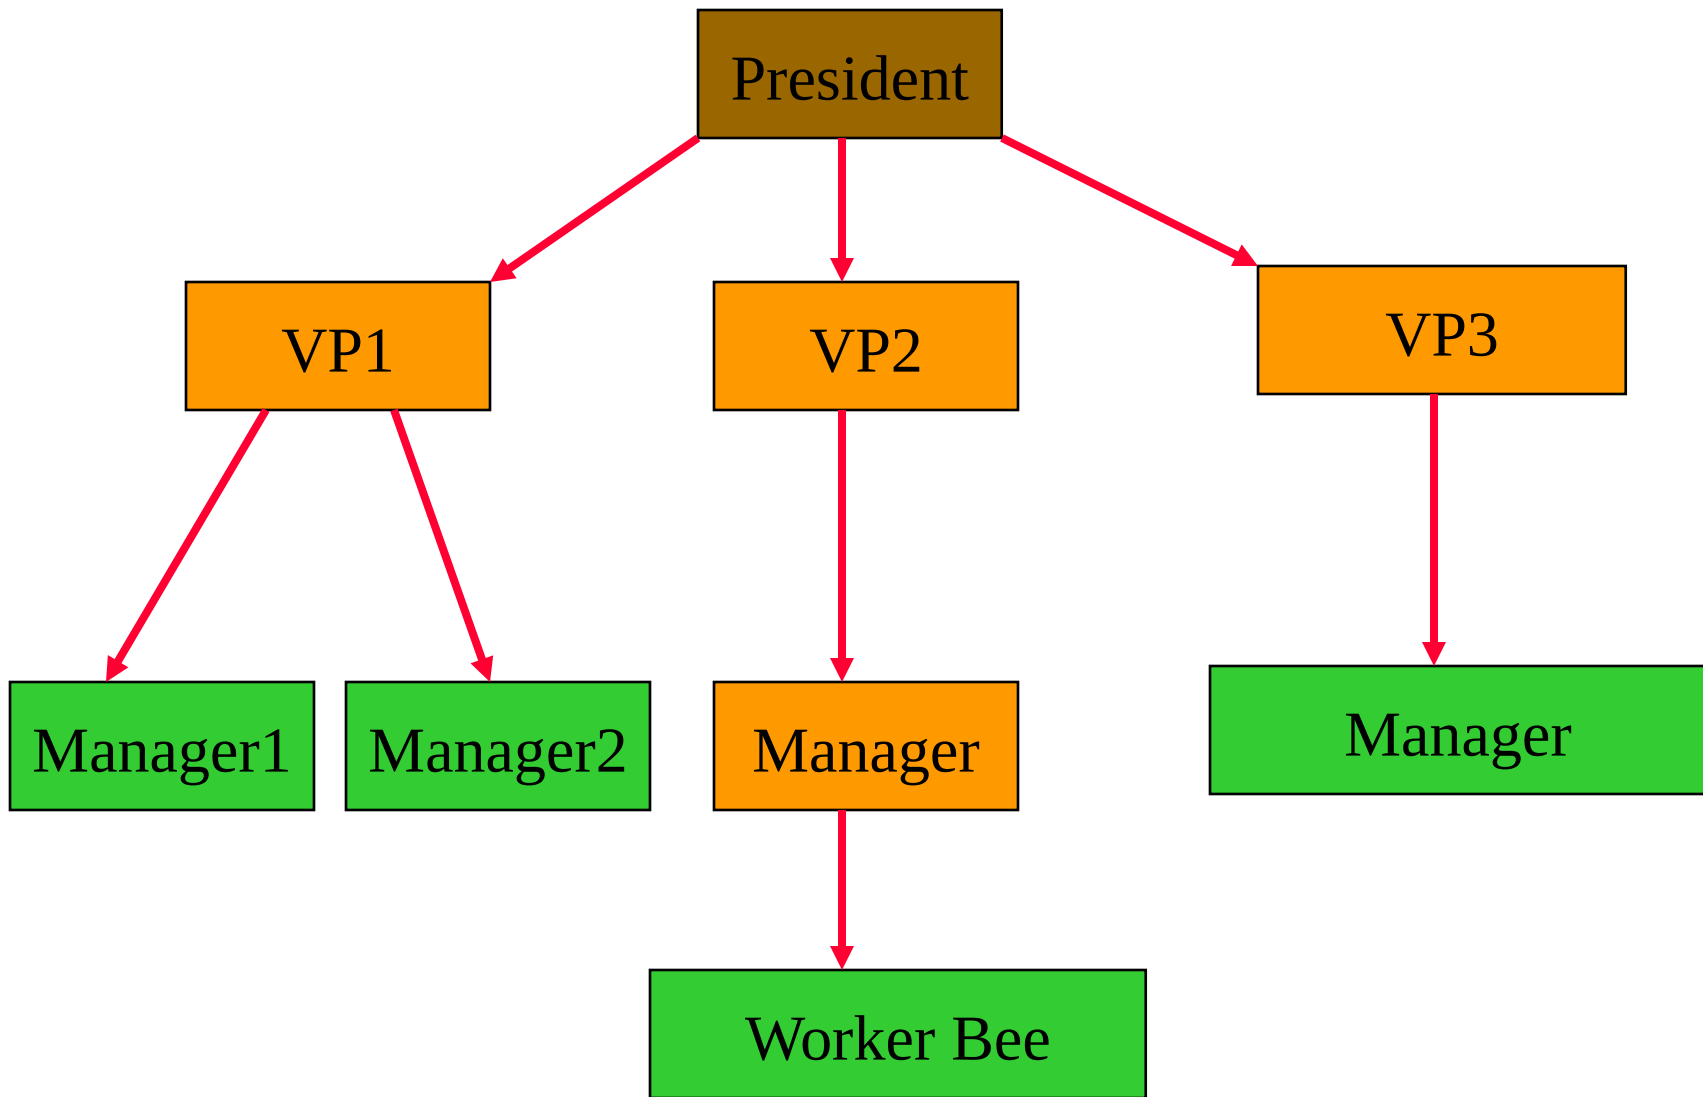 President
VP1
VP2
VP3
Manager1
Manager2
Manager
Manager
Worker Bee